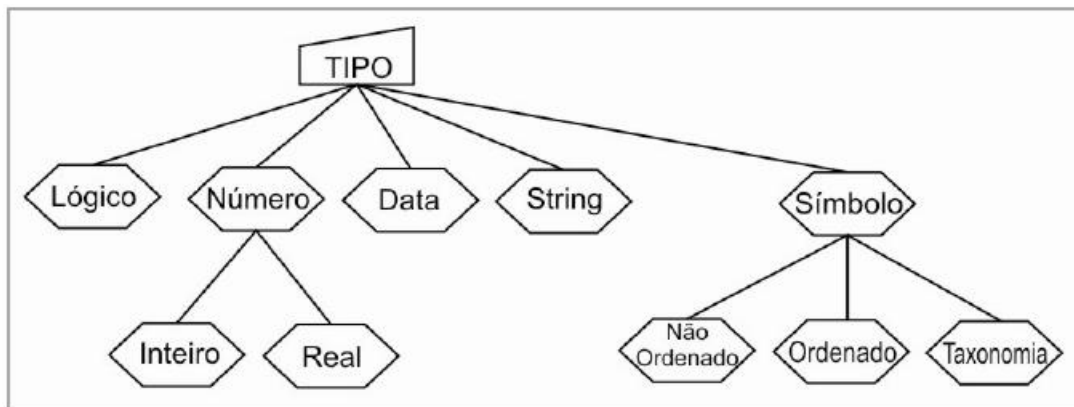 TIPO
Lógico
Número
Data
String
Símbolo
Inteiro
Real
Não
Ordenado
Ordenado
Taxonomia